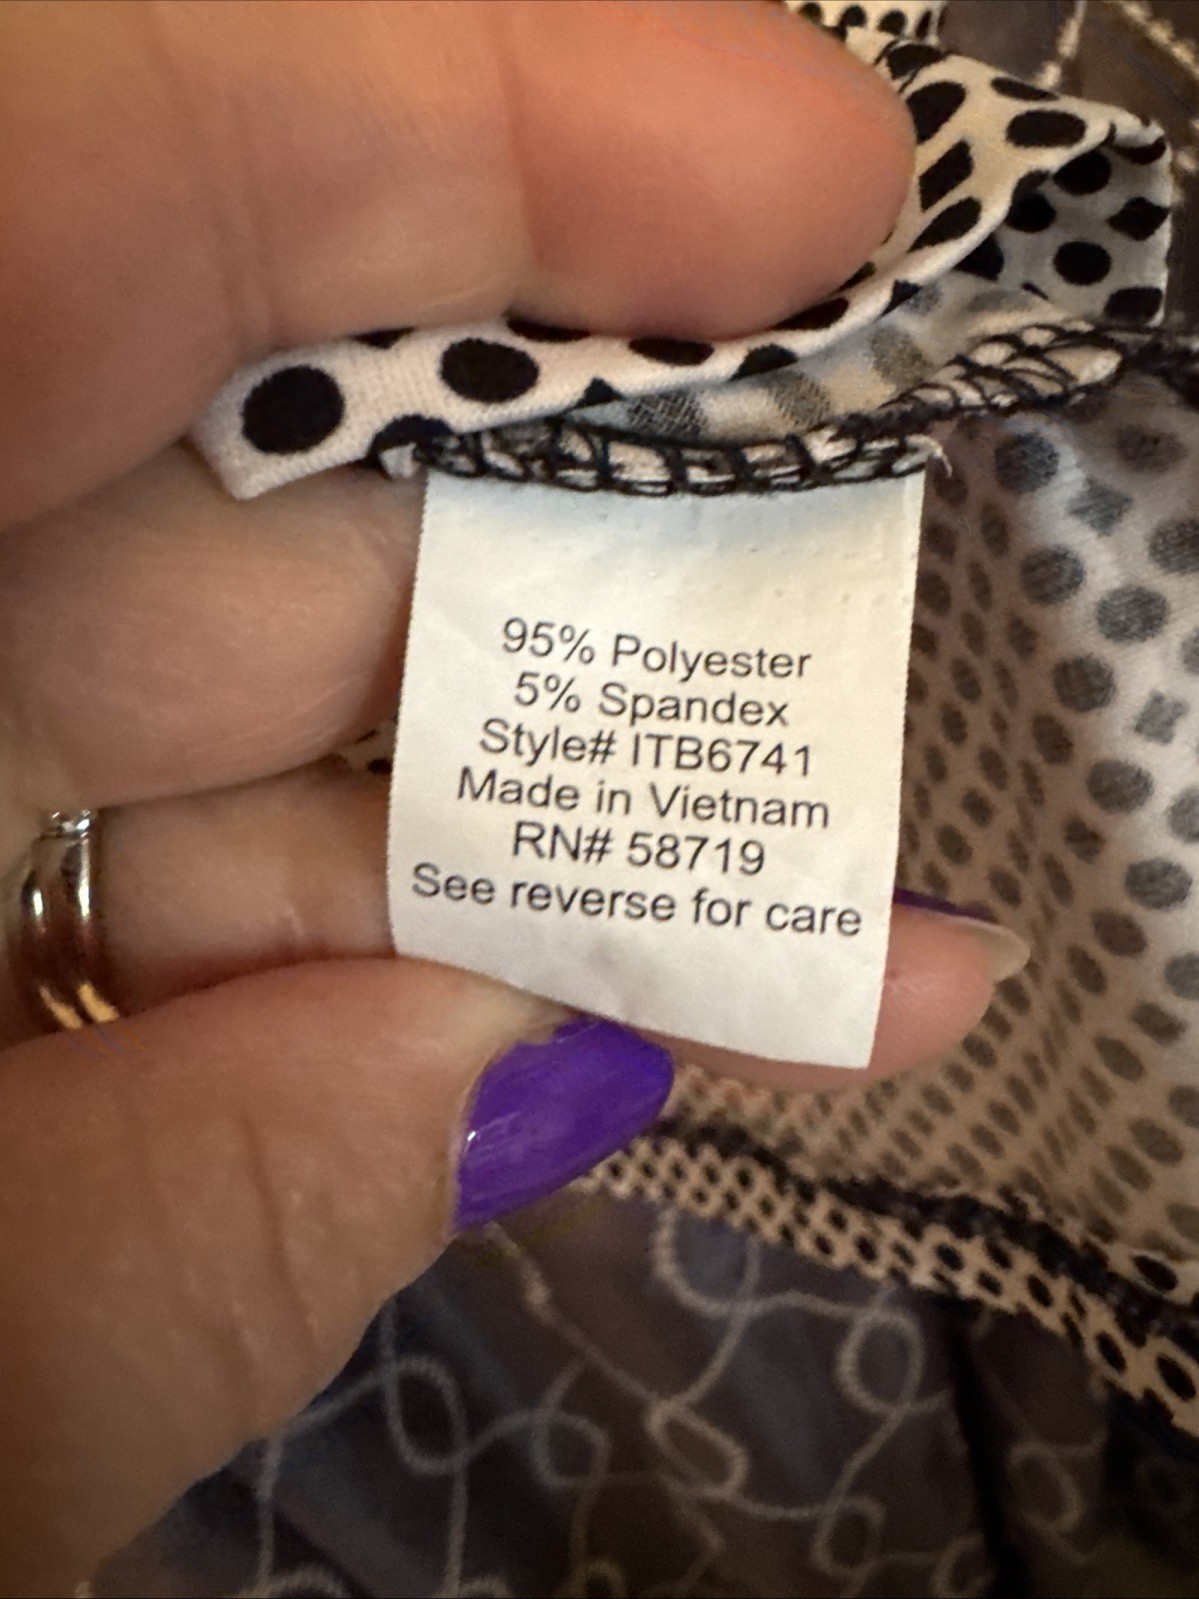 95% Polyester
5% Spandex
Style# ITB6741
Made in Vietnam
RN# 58719
See reverse for care